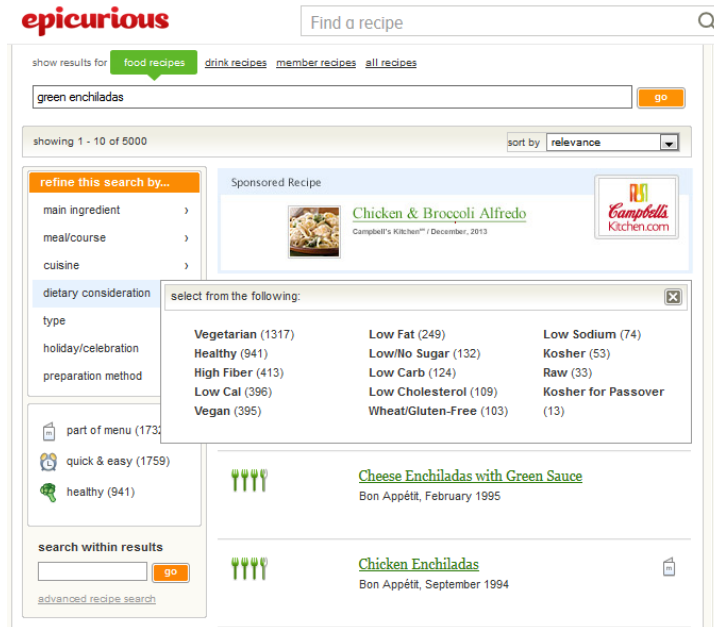 epicurious
Find a recipe
show results for food recipes drink recipes member recipes all recipes
green enchiladas
go
showing 1 - 10 of 5000
sort by relevance
refine this search by...
main ingredient ›
meal/course ›
cuisine ›
dietary consideration
type
holiday/celebration
preparation method
part of menu (173
quick & easy (1759)
healthy (941)
search within results
go
advanced recipe search
Sponsored Recipe
Chicken & Broccoli Alfredo
Campbell's Kitchen℠ / December, 2013
Campbell's
Kitchen.com
select from the following:
Vegetarian (1317)
Healthy (941)
High Fiber (413)
Low Cal (396)
Vegan (395)
Low Fat (249)
Low/No Sugar (132)
Low Carb (124)
Low Cholesterol (109)
Wheat/Gluten-Free (103)
Low Sodium (74)
Kosher (53)
Raw (33)
Kosher for Passover
(13)
Cheese Enchiladas with Green Sauce
Bon Appétit, February 1995
Chicken Enchiladas
Bon Appétit, September 1994